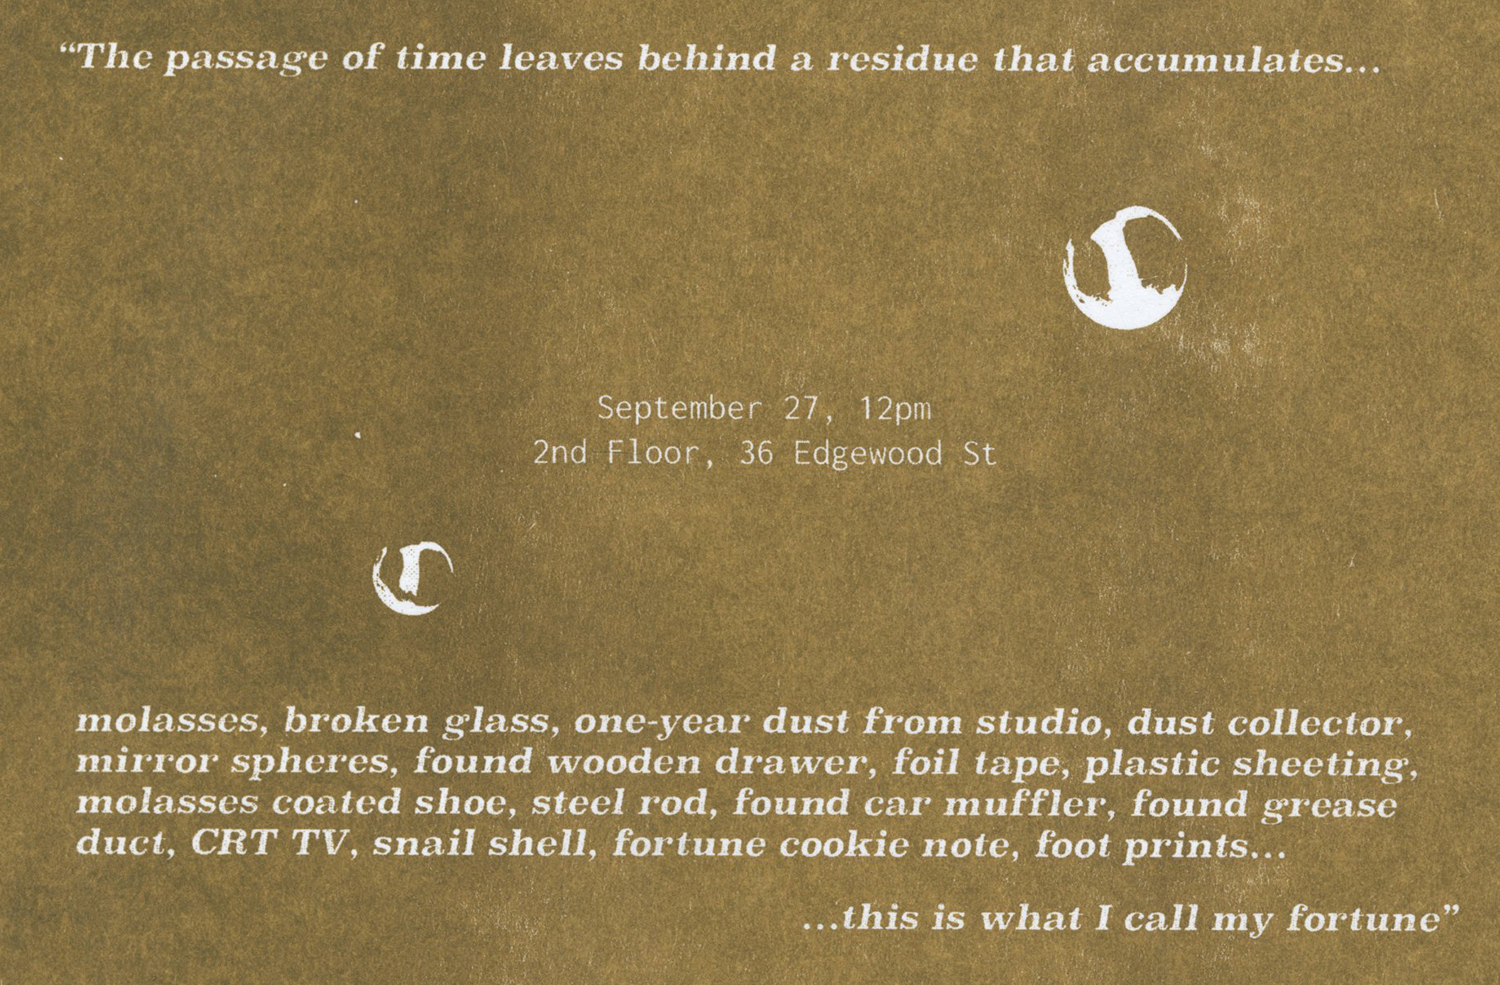 “The passage of time leaves behind a residue that accumulates...
September 27, 12pm
2nd Floor, 36 Edgewood St
molasses, broken glass, one-year dust from studio, dust collector,
mirror spheres, found wooden drawer, foil tape, plastic sheeting,
molasses coated shoe, steel rod, found car muffler, found grease
duct, CRT TV, snail shell, fortune cookie note, foot prints...
...this is what I call my fortune”